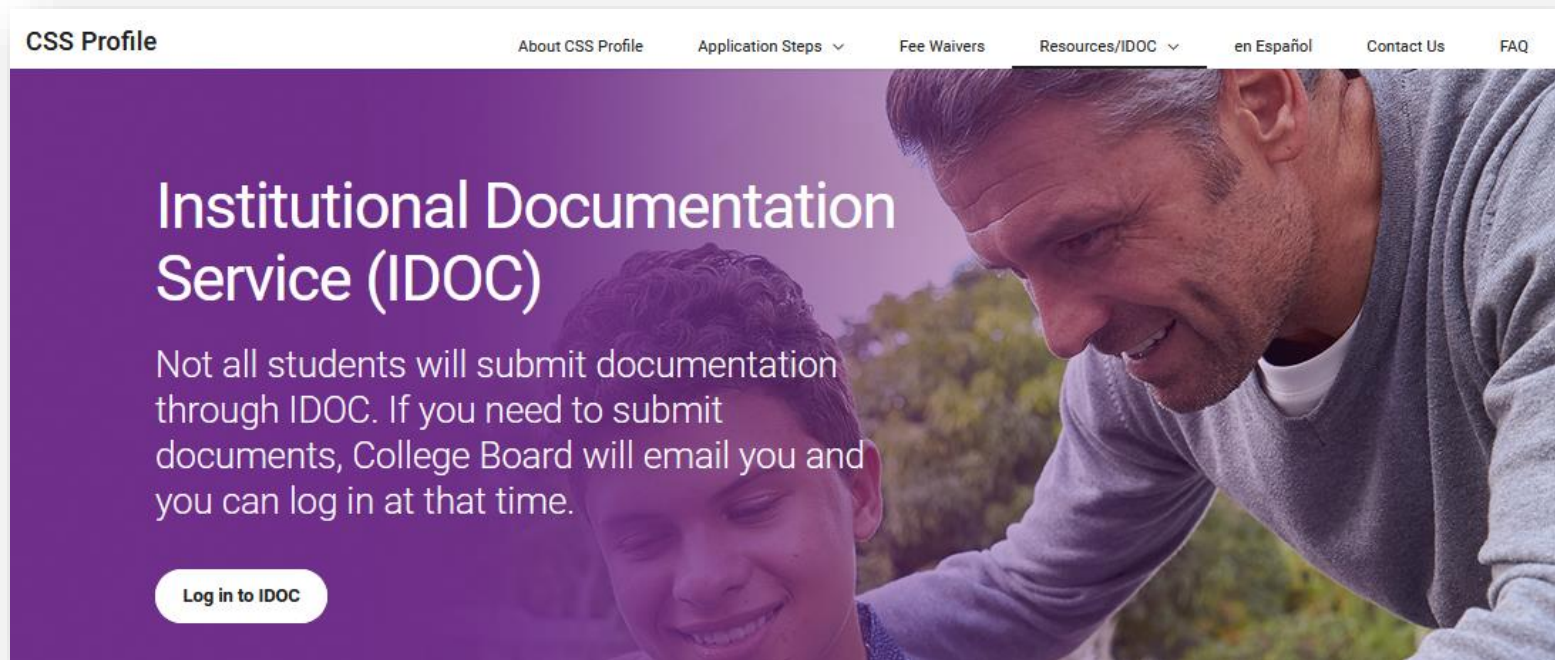 CSS Profile
About CSS Profile
Application Steps
Fee Waivers
Resources/IDOC
en Español
Contact Us
FAQ
Institutional Documentation
Service (IDOC)
Not all students will submit documentation
through IDOC. If you need to submit
documents, College Board will email you and
you can log in at that time.
Log in to IDOC